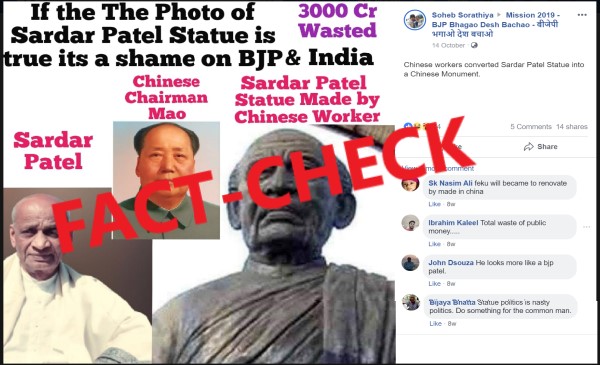 If the The Photo of
Sardar Patel Statue is
true its a shame on BJP& India
3000 Cr
Wasted
Chinese
Chairman
Mao
Sardar Patel
Statue Made by
Chinese Worker
Sardar
Patel
FACT-CHECK
Soheb Sorathiya ▸ Mission 2019 -
BJP Bhagao Desh Bachao - बीजेपी
भगाओ देश बचाओ
14 October
Chinese workers converted Sardar Patel Statue into
a Chinese Monument.
5 Comments 14 shares
Share
comments
Sk Nasim Ali feku will became to renovate
by made in china
Like · 8w
Ibrahim Kaleel Total waste of public
money.....
Like · 8w
John Dsouza He looks more like a bjp
patel.
Like · 8w
Bijaya Bhatta Statue politics is nasty
politics. Do something for the common man.
Like · 8w